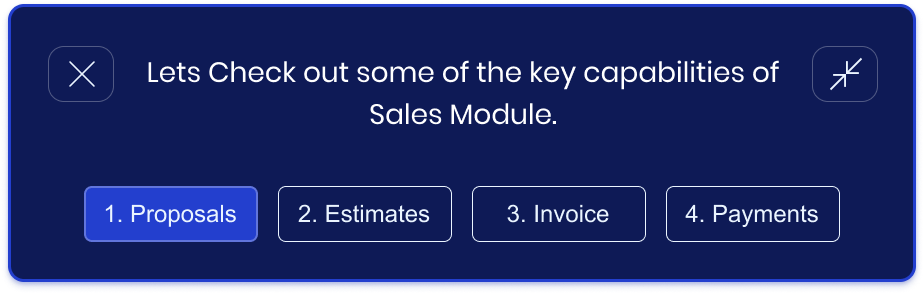 Lets Check out some of the key capabilities of
Sales Module.
1. Proposals
2. Estimates
3. Invoice
4. Payments